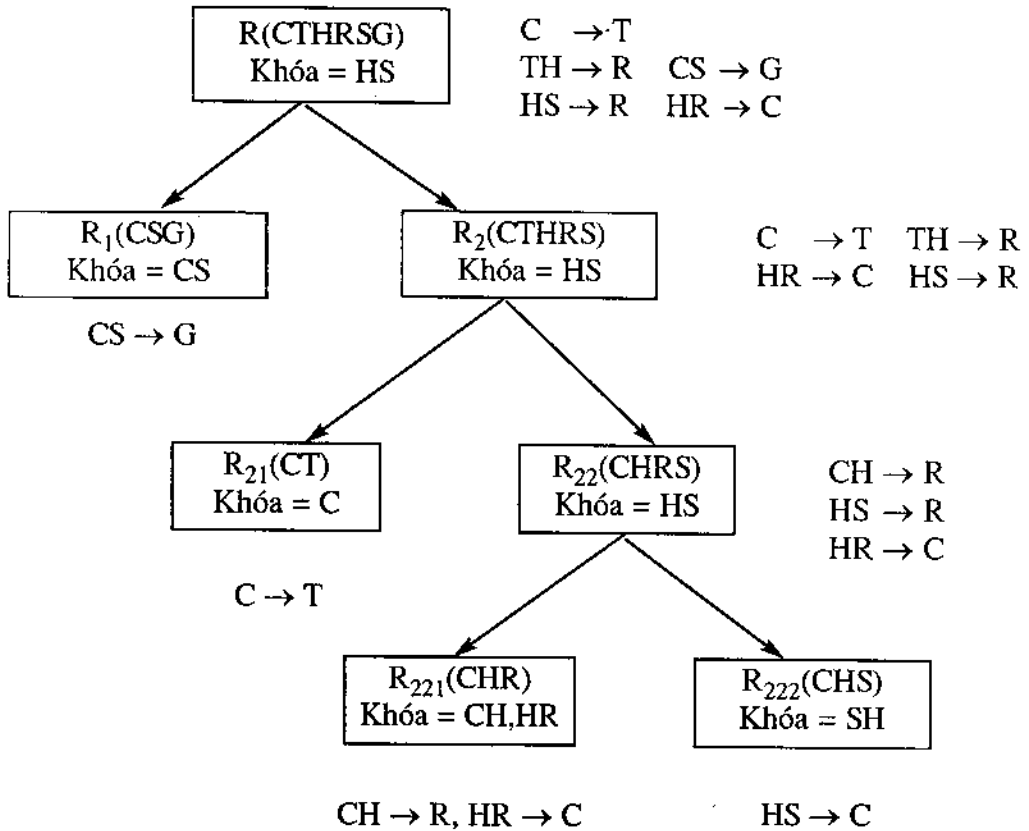 R(CTHRSG)
Khóa = HS
C → T
TH → R CS → G
HS → R HR → C
R₁(CSG)
Khóa = CS
R₂(CTHRS)
Khóa = HS
C → T TH → R
HR → C HS → R
CS → G
R₂₁(CT)
Khóa = C
R₂₂(CHRS)
Khóa = HS
CH → R
HS → R
HR → C
C → T
R₂₂₁(CHR)
Khóa = CH,HR
R₂₂₂(CHS)
Khóa = SH
CH → R, HR → C
HS → C